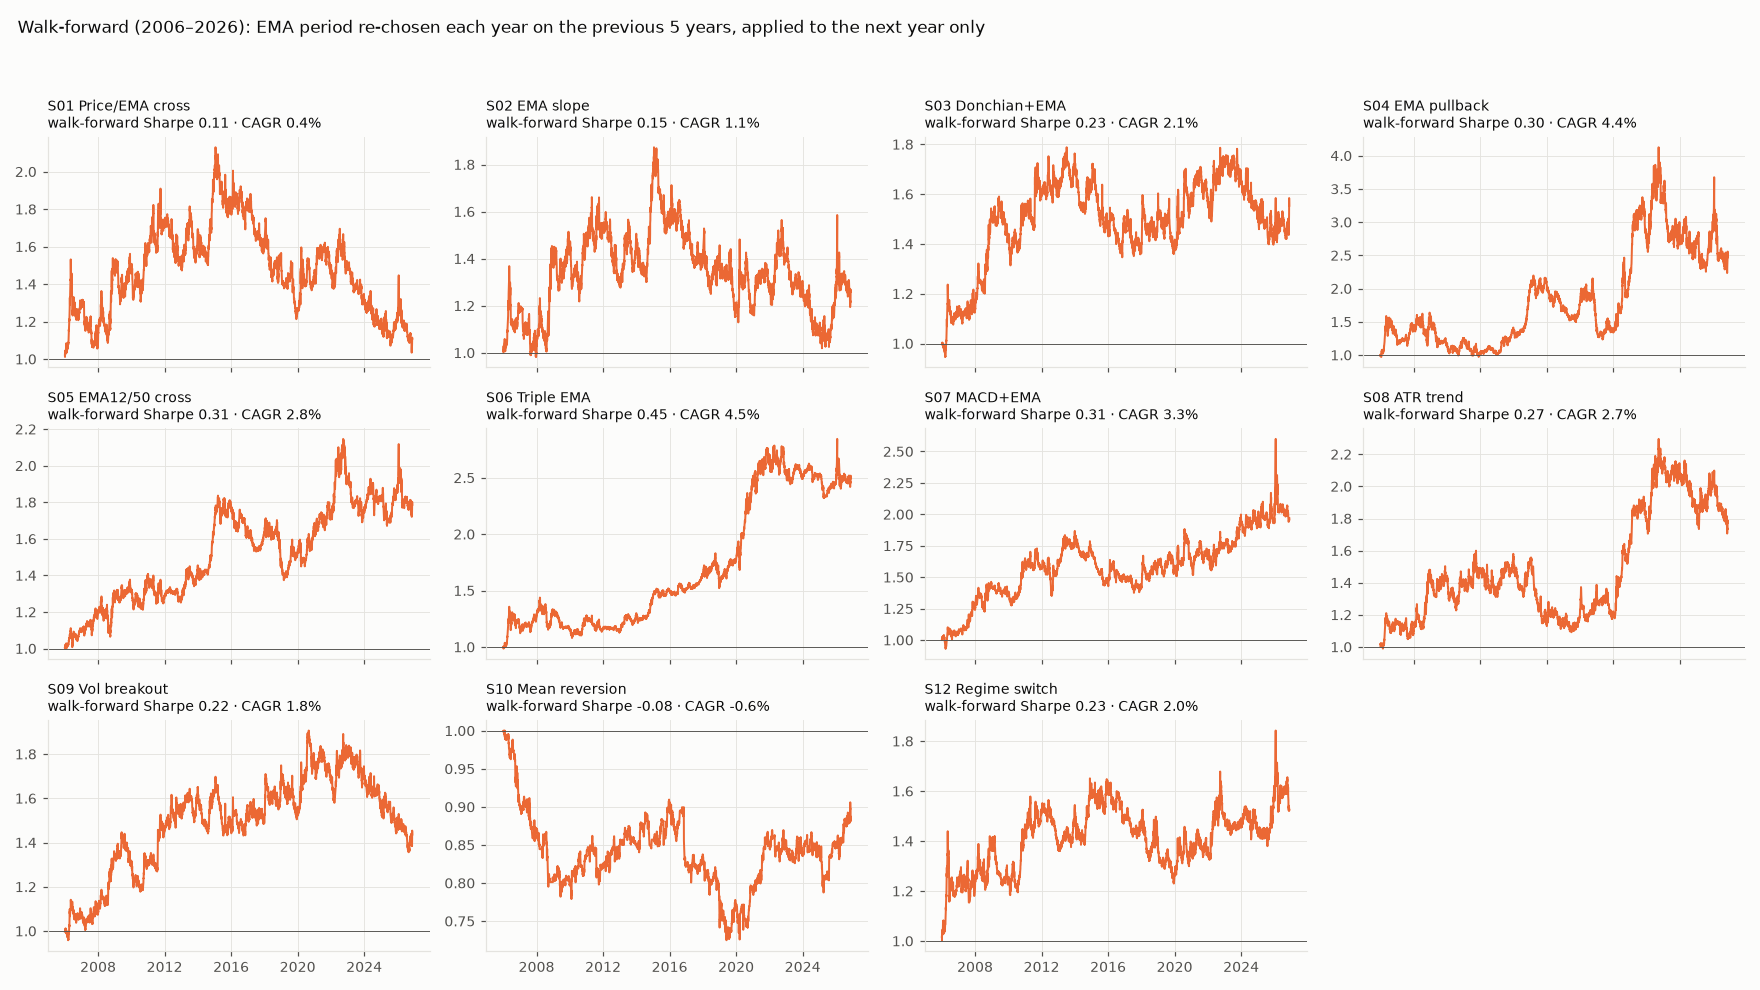 Walk-forward (2006–2026): EMA period re-chosen each year on the previous 5 years, applied to the next year only
S01 Price/EMA cross
walk-forward Sharpe 0.11 · CAGR 0.4%
2.0
1.8
1.6
1.4
1.2
1.0
S02 EMA slope
walk-forward Sharpe 0.15 · CAGR 1.1%
1.8
1.6
1.4
1.2
1.0
S03 Donchian+EMA
walk-forward Sharpe 0.23 · CAGR 2.1%
1.8
1.6
1.4
1.2
1.0
S04 EMA pullback
walk-forward Sharpe 0.30 · CAGR 4.4%
4.0
3.5
3.0
2.5
2.0
1.5
1.0
S05 EMA12/50 cross
walk-forward Sharpe 0.31 · CAGR 2.8%
2.2
2.0
1.8
1.6
1.4
1.2
1.0
S06 Triple EMA
walk-forward Sharpe 0.45 · CAGR 4.5%
2.5
2.0
1.5
1.0
S07 MACD+EMA
walk-forward Sharpe 0.31 · CAGR 3.3%
2.50
2.25
2.00
1.75
1.50
1.25
1.00
S08 ATR trend
walk-forward Sharpe 0.27 · CAGR 2.7%
2.2
2.0
1.8
1.6
1.4
1.2
1.0
S09 Vol breakout
walk-forward Sharpe 0.22 · CAGR 1.8%
1.8
1.6
1.4
1.2
1.0
2008 2012 2016 2020 2024
S10 Mean reversion
walk-forward Sharpe -0.08 · CAGR -0.6%
1.00
0.95
0.90
0.85
0.80
0.75
2008 2012 2016 2020 2024
S12 Regime switch
walk-forward Sharpe 0.23 · CAGR 2.0%
1.8
1.6
1.4
1.2
1.0
2008 2012 2016 2020 2024